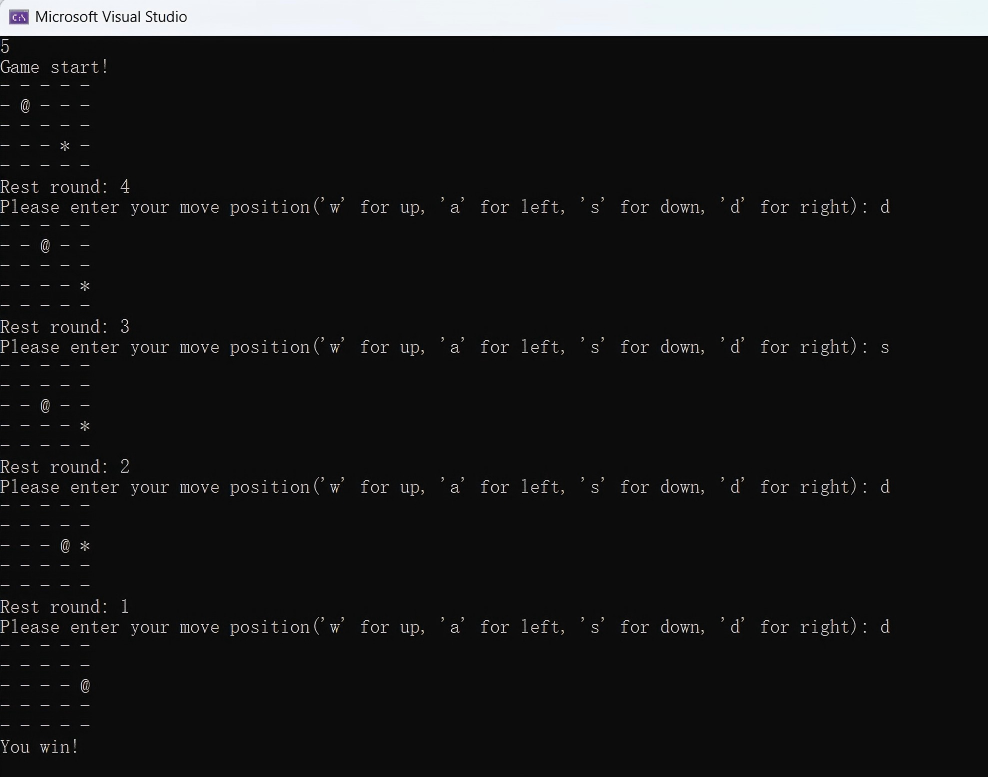 Microsoft Visual Studio
5
Game start!
- - - - -
- @ - - -
- - - - -
- - - * -
- - - - -
Rest round: 4
Please enter your move position('w' for up, 'a' for left, 's' for down, 'd' for right): d
- - - - -
- - @ - -
- - - - -
- - - - *
- - - - -
Rest round: 3
Please enter your move position('w' for up, 'a' for left, 's' for down, 'd' for right): s
- - - - -
- - - - -
- - @ - -
- - - - *
- - - - -
Rest round: 2
Please enter your move position('w' for up, 'a' for left, 's' for down, 'd' for right): d
- - - - -
- - - - -
- - - @ *
- - - - -
- - - - -
Rest round: 1
Please enter your move position('w' for up, 'a' for left, 's' for down, 'd' for right): d
- - - - -
- - - - -
- - - - @
- - - - -
- - - - -
You win!